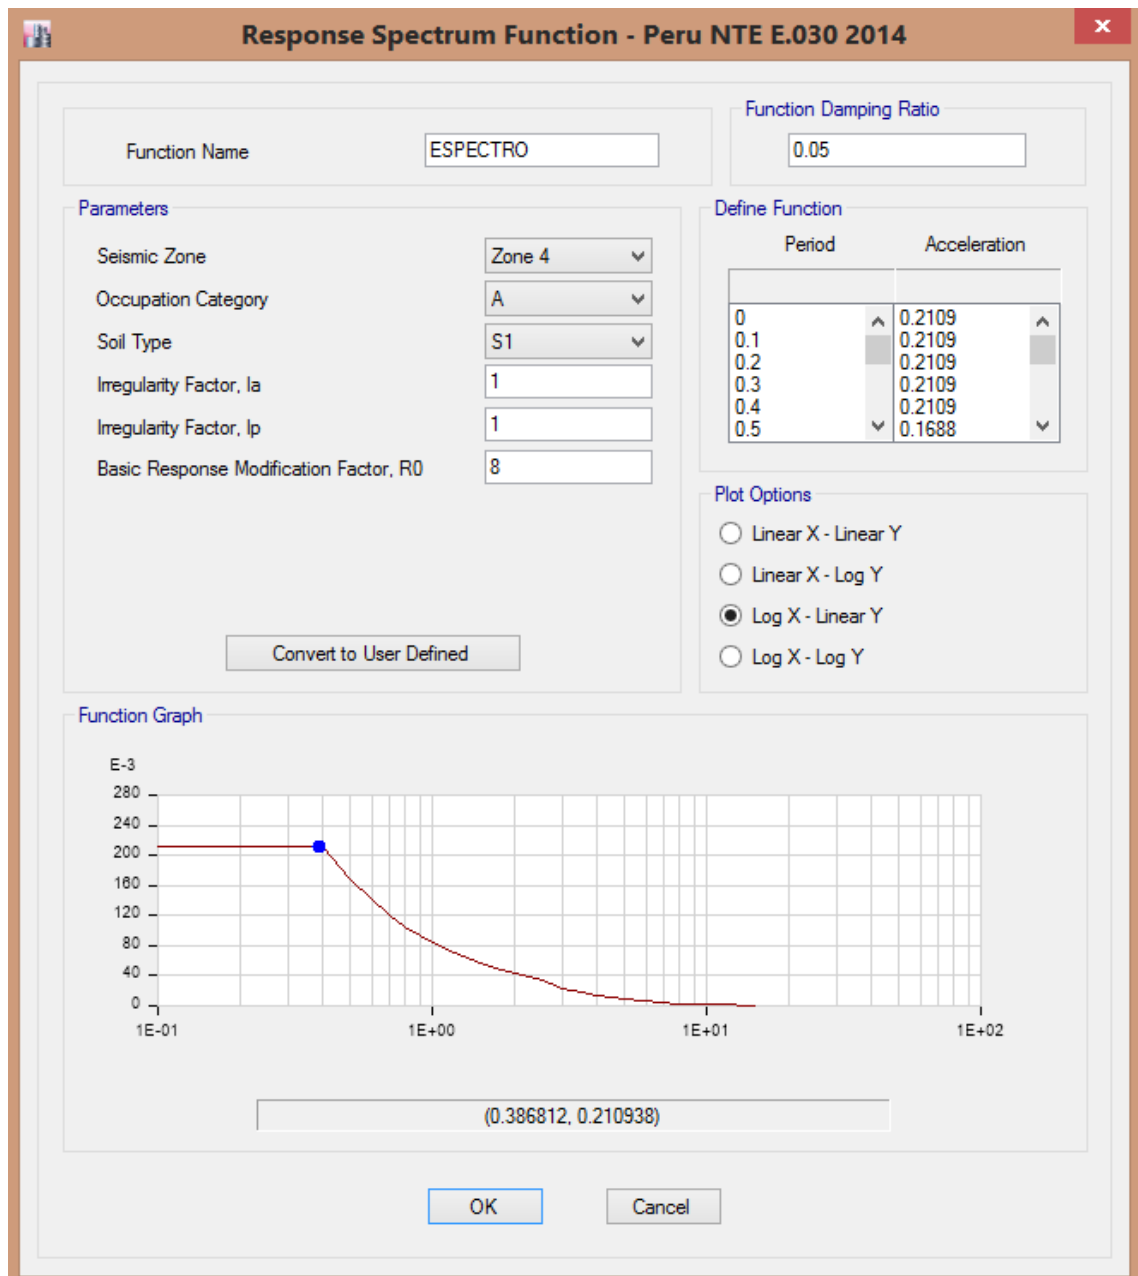 Response Spectrum Function - Peru NTE E.030 2014
x
Function Name
ESPECTRO
Function Damping Ratio
0.05
Parameters
Seismic Zone
Zone 4
Occupation Category
A
Soil Type
S1
Irregularity Factor, Ia
1
Irregularity Factor, Ip
1
Basic Response Modification Factor, R0
8
Convert to User Defined
Define Function
Period Acceleration
0 0.2109
0.1 0.2109
0.2 0.2109
0.3 0.2109
0.4 0.2109
0.5 0.1688
Plot Options
Linear X - Linear Y
Linear X - Log Y
Log X - Linear Y
Log X - Log Y
Function Graph
E-3
280
240
200
160
120
80
40
0
1E-01 1E+00 1E+01 1E+02
(0.386812, 0.210938)
OK Cancel